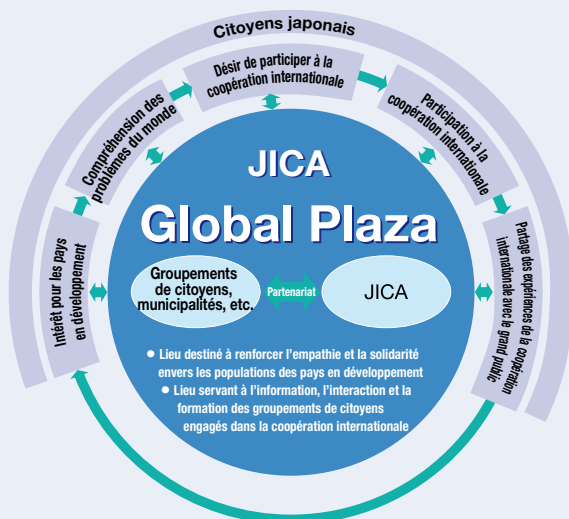 Citoyens japonais
Intérêt pour les pays
en développement
Compréhension des
problèmes du monde
Désir de participer à la
coopération internationale
Participation à la
coopération internationale
Partage des expériences de la coopération
internationale avec le grand public
JICA
Global Plaza
Groupements
de citoyens,
municipalités, etc.
Partenariat
JICA
• Lieu destiné à renforcer l'empathie et la solidarité
envers les populations des pays en développement
• Lieu servant à l'information, l'interaction et la
formation des groupements de citoyens
engagés dans la coopération internationale